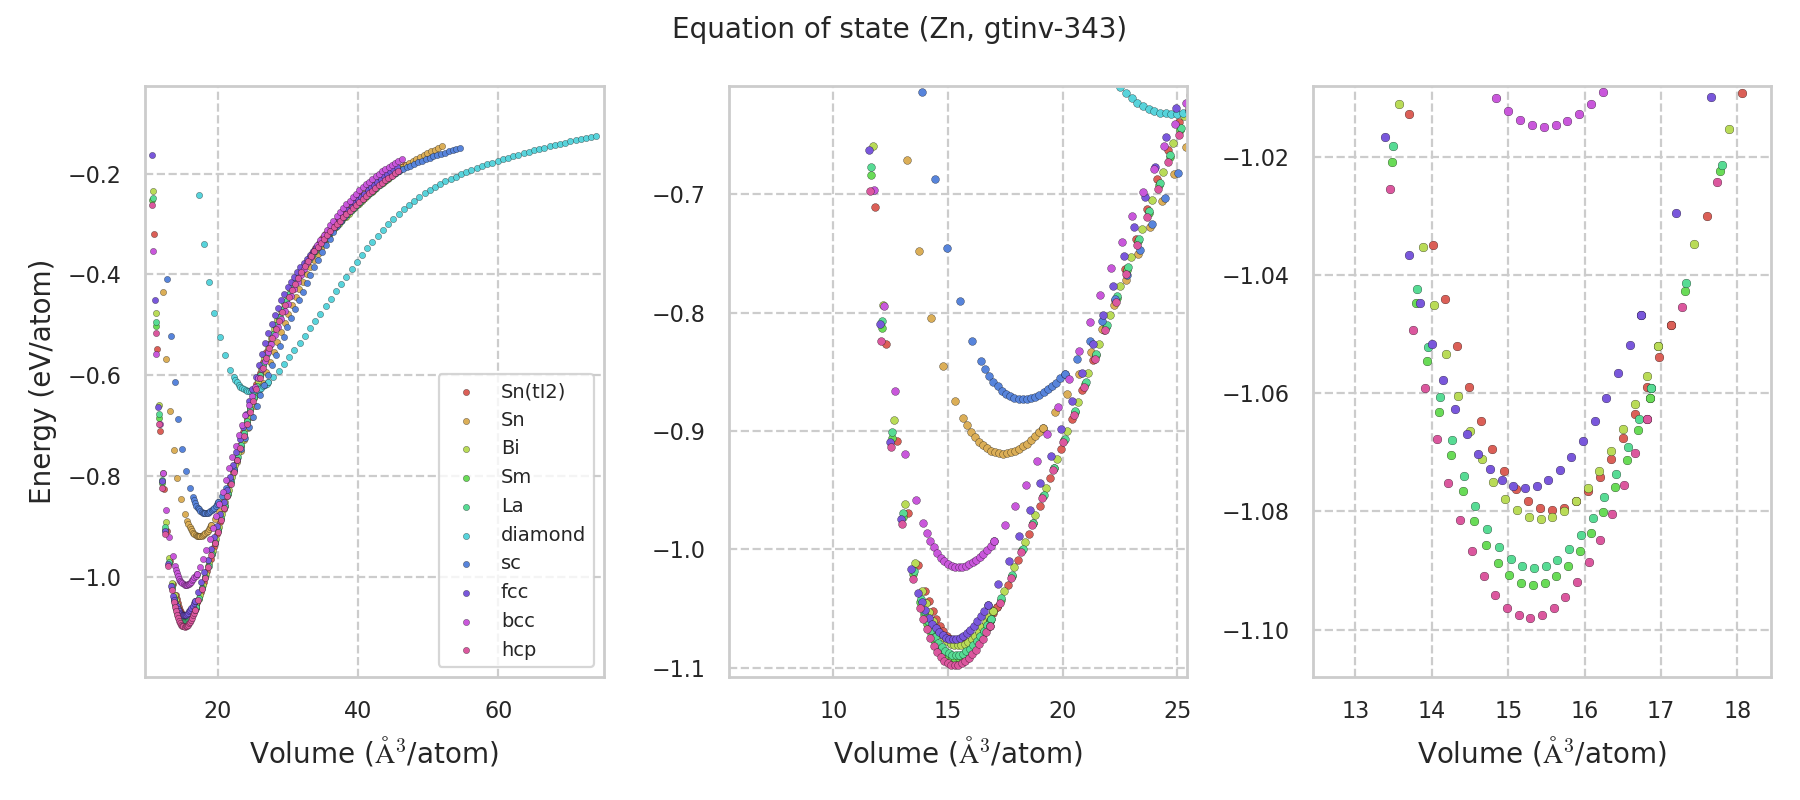 Equation of state (Zn, gtinv-343)
Energy (eV/atom)
−0.2
−0.4
−0.6
−0.8
−1.0
20 40 60
Volume (Å³/atom)
Sn(tI2)
Sn
Bi
Sm
La
diamond
sc
fcc
bcc
hcp
−0.7
−0.8
−0.9
−1.0
−1.1
10 15 20 25
Volume (Å³/atom)
−1.02
−1.04
−1.06
−1.08
−1.10
13 14 15 16 17 18
Volume (Å³/atom)